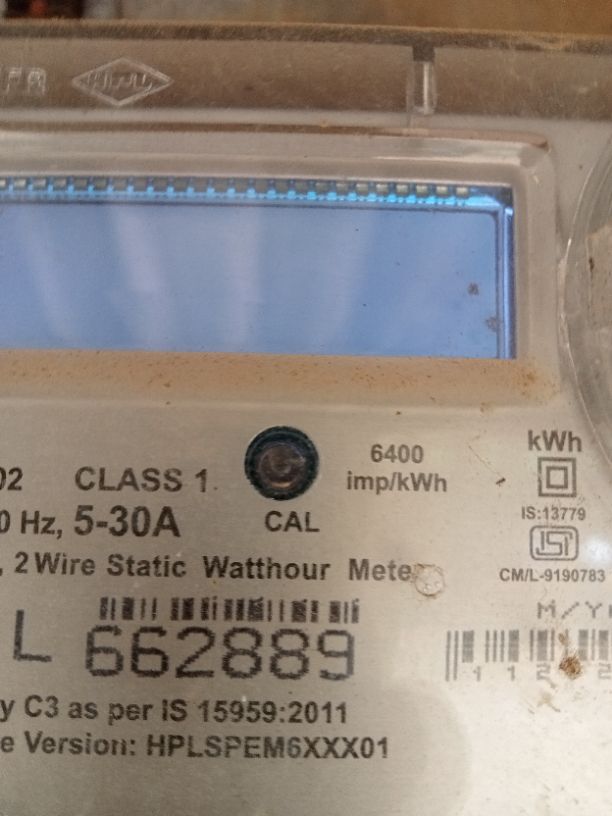 02 CLASS 1
6400
imp/kWh
kWh
0 Hz, 5-30A
CAL
IS:13779
, 2 Wire Static Watthour Meter
CM/L-9190783
L 662889
M/Y
y C3 as per IS 15959:2011
e Version: HPLSPEM6XXX01